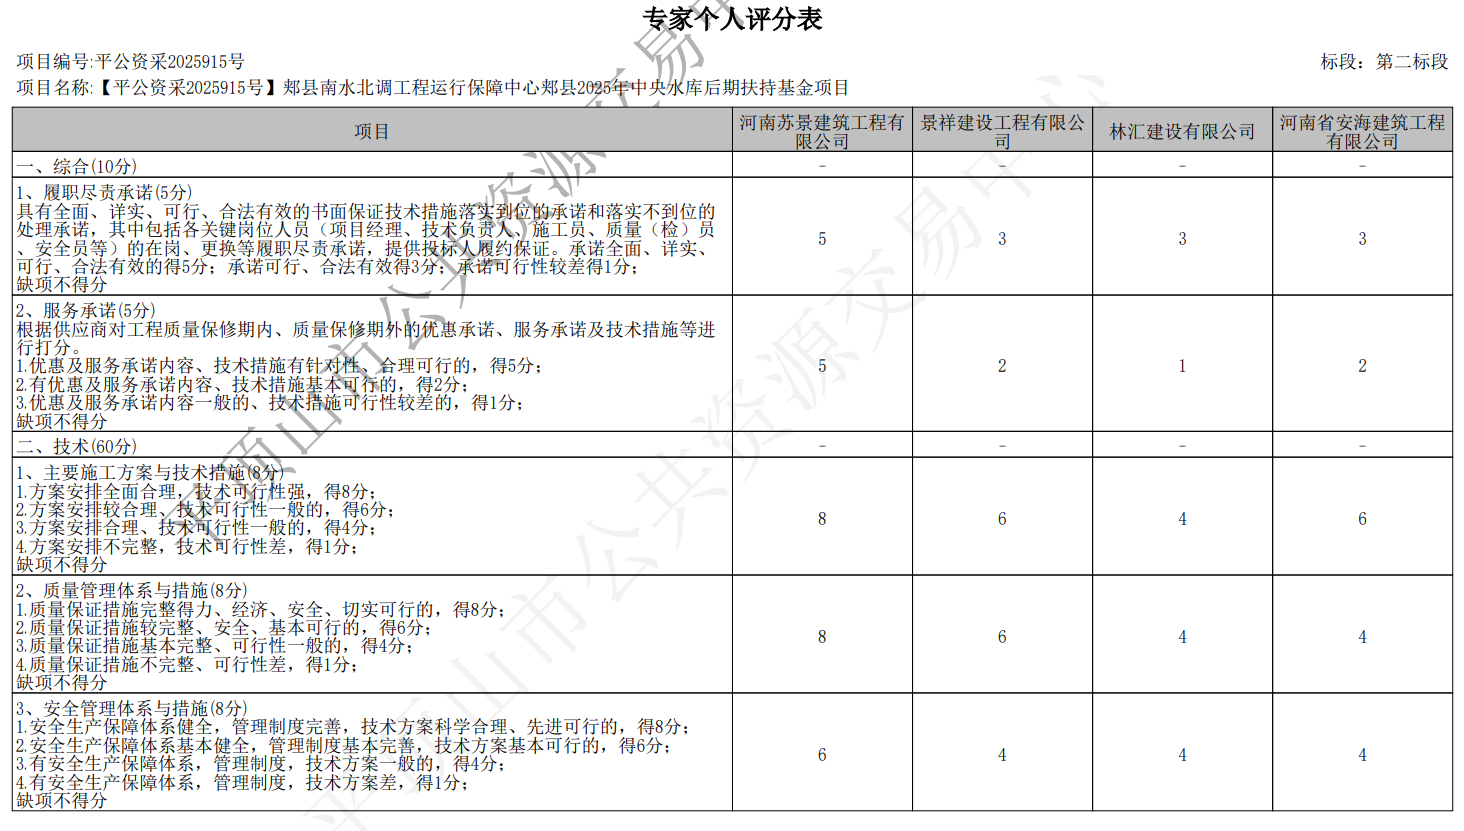 专家个人评分表
项目编号:平公资采2025915号
标段：第二标段
项目名称:【平公资采2025915号】郏县南水北调工程运行保障中心郏县2025年中央水库后期扶持基金项目
项目
河南苏景建筑工程有
限公司
景祥建设工程有限公
司
林汇建设有限公司
河南省安海建筑工程
有限公司
一、综合(10分)
-
-
-
-
1、履职尽责承诺(5分)
具有全面、详实、可行、合法有效的书面保证技术措施落实到位的承诺和落实不到位的
处理承诺，其中包括各关键岗位人员（项目经理、技术负责人、施工员、质量（检）员
、安全员等）的在岗、更换等履职尽责承诺，提供投标人履约保证。承诺全面、详实、
可行、合法有效的得5分；承诺可行、合法有效得3分；承诺可行性较差得1分；
缺项不得分
5
3
3
3
2、服务承诺(5分)
根据供应商对工程质量保修期内、质量保修期外的优惠承诺、服务承诺及技术措施等进
行打分。
1.优惠及服务承诺内容、技术措施有针对性、合理可行的，得5分；
2.有优惠及服务承诺内容、技术措施基本可行的，得2分；
3.优惠及服务承诺内容一般的、技术措施可行性较差的，得1分；
缺项不得分
5
2
1
2
二、技术(60分)
-
-
-
-
1、主要施工方案与技术措施(8分)
1.方案安排全面合理，技术可行性强，得8分；
2.方案安排较合理、技术可行性一般的，得6分；
3.方案安排合理、技术可行性一般的，得4分；
4.方案安排不完整，技术可行性差，得1分；
缺项不得分
8
6
4
6
2、质量管理体系与措施(8分)
1.质量保证措施完整得力、经济、安全、切实可行的，得8分；
2.质量保证措施较完整、安全、基本可行的，得6分；
3.质量保证措施基本完整、可行性一般的，得4分；
4.质量保证措施不完整、可行性差，得1分；
缺项不得分
8
6
4
4
3、安全管理体系与措施(8分)
1.安全生产保障体系健全，管理制度完善，技术方案科学合理、先进可行的，得8分；
2.安全生产保障体系基本健全，管理制度基本完善，技术方案基本可行的，得6分；
3.有安全生产保障体系，管理制度，技术方案一般的，得4分；
4.有安全生产保障体系，管理制度，技术方案差，得1分；
缺项不得分
6
4
4
4
平顶山市公共资源交易中
平顶山市公共资源交易中心